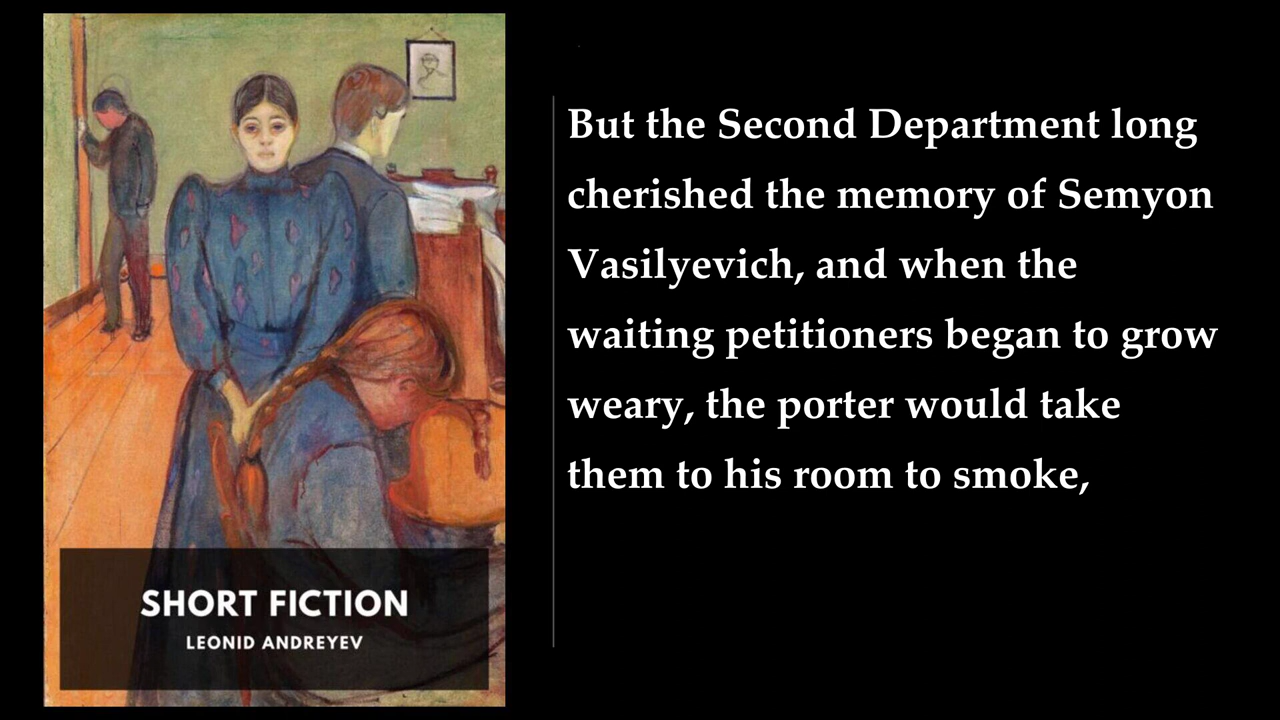 SHORT FICTION
LEONID ANDREYEV
But the Second Department long
cherished the memory of Semyon
Vasilyevich, and when the
waiting petitioners began to grow
weary, the porter would take
them to his room to smoke,